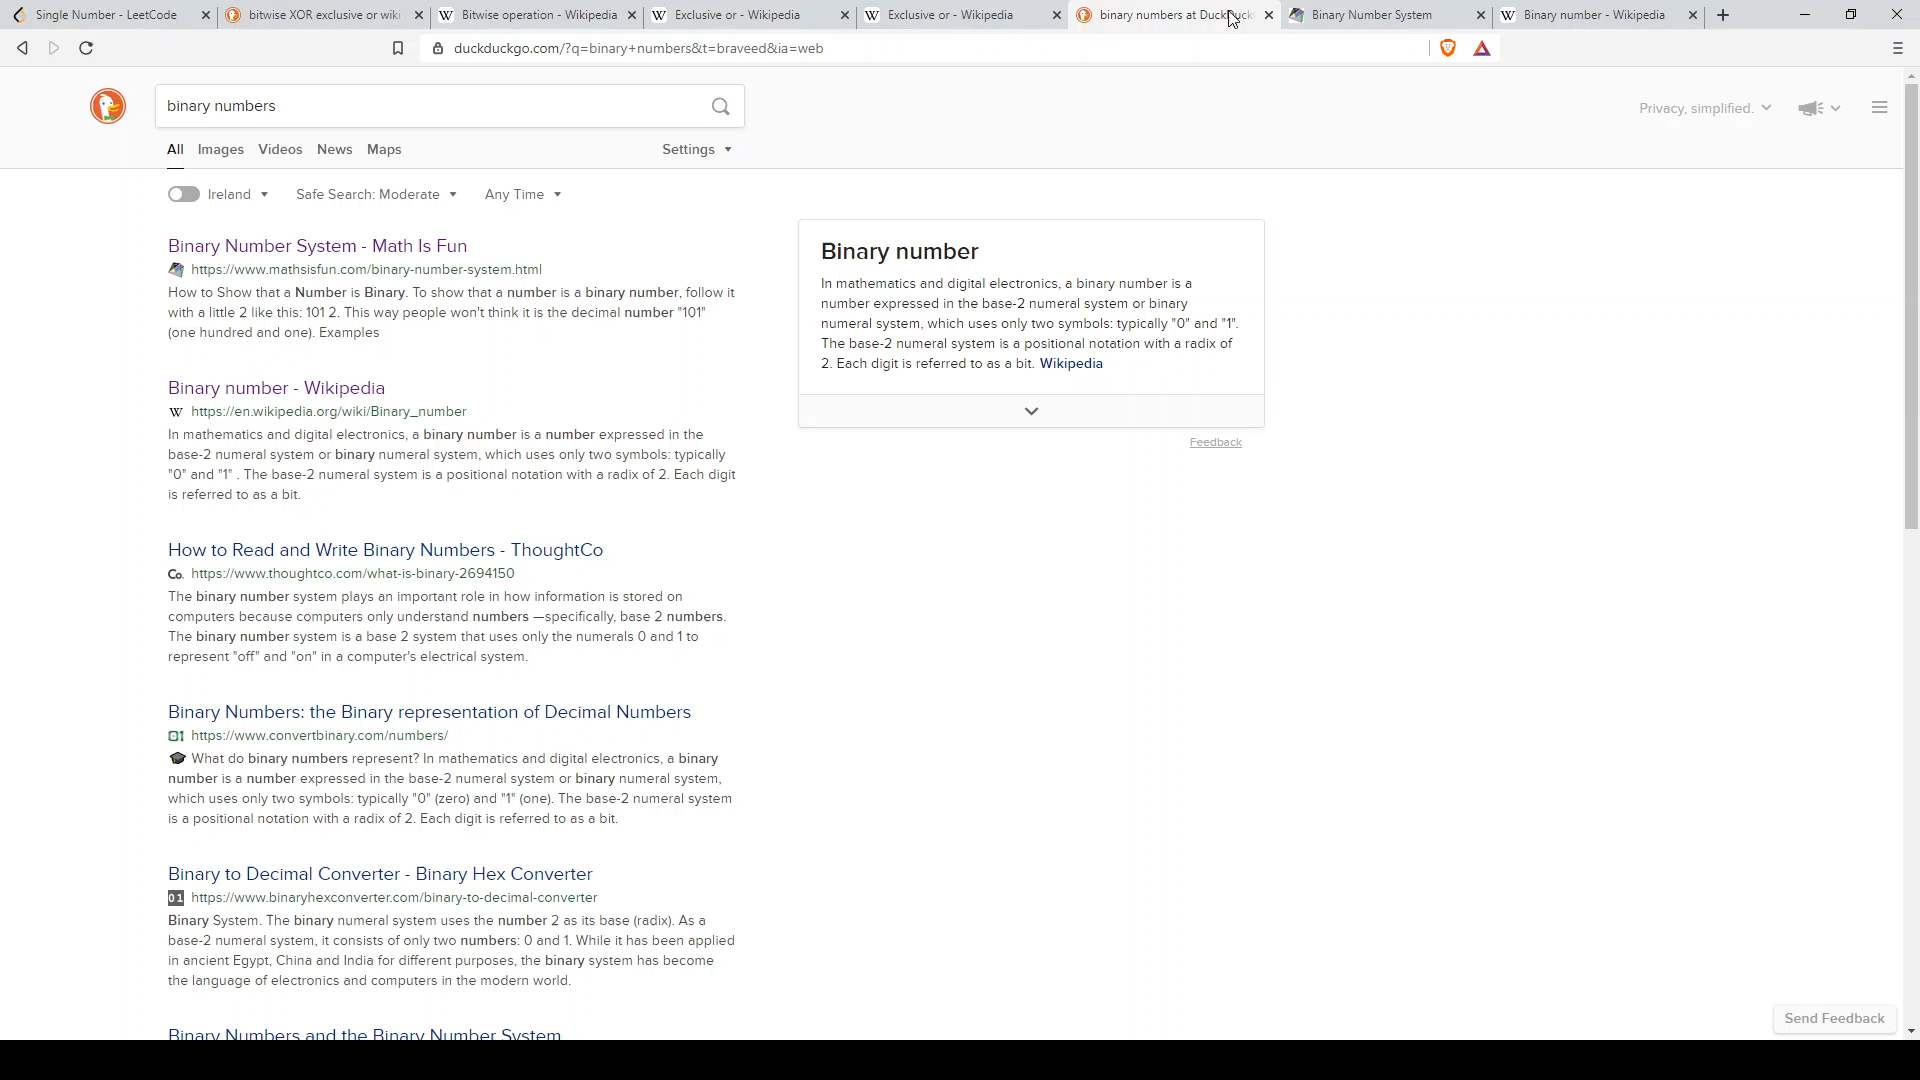 Single Number - LeetCode
bitwise XOR exclusive or wiki
Bitwise operation - Wikipedia
Exclusive or - Wikipedia
Exclusive or - Wikipedia
binary numbers at DuckDuck
Binary Number System
Binary number - Wikipedia
duckduckgo.com/?q=binary+numbers&t=braveed&ia=web
binary numbers
Privacy, simplified.
All Images Videos News Maps Settings
Ireland Safe Search: Moderate Any Time
Binary Number System - Math Is Fun
https://www.mathsisfun.com/binary-number-system.html
How to Show that a Number is Binary. To show that a number is a binary number, follow it
with a little 2 like this: 101 2. This way people won't think it is the decimal number "101"
(one hundred and one). Examples
Binary number - Wikipedia
W https://en.wikipedia.org/wiki/Binary_number
In mathematics and digital electronics, a binary number is a number expressed in the
base-2 numeral system or binary numeral system, which uses only two symbols: typically
"0" and "1" . The base-2 numeral system is a positional notation with a radix of 2. Each digit
is referred to as a bit.
How to Read and Write Binary Numbers - ThoughtCo
Co. https://www.thoughtco.com/what-is-binary-2694150
The binary number system plays an important role in how information is stored on
computers because computers only understand numbers —specifically, base 2 numbers.
The binary number system is a base 2 system that uses only the numerals 0 and 1 to
represent "off" and "on" in a computer's electrical system.
Binary Numbers: the Binary representation of Decimal Numbers
01 https://www.convertbinary.com/numbers/
🎓 What do binary numbers represent? In mathematics and digital electronics, a binary
number is a number expressed in the base-2 numeral system or binary numeral system,
which uses only two symbols: typically "0" (zero) and "1" (one). The base-2 numeral system
is a positional notation with a radix of 2. Each digit is referred to as a bit.
Binary to Decimal Converter - Binary Hex Converter
01 https://www.binaryhexconverter.com/binary-to-decimal-converter
Binary System. The binary numeral system uses the number 2 as its base (radix). As a
base-2 numeral system, it consists of only two numbers: 0 and 1. While it has been applied
in ancient Egypt, China and India for different purposes, the binary system has become
the language of electronics and computers in the modern world.
Binary Numbers and the Binary Number System
Binary number
In mathematics and digital electronics, a binary number is a
number expressed in the base-2 numeral system or binary
numeral system, which uses only two symbols: typically "0" and "1".
The base-2 numeral system is a positional notation with a radix of
2. Each digit is referred to as a bit. Wikipedia
Feedback
Send Feedback